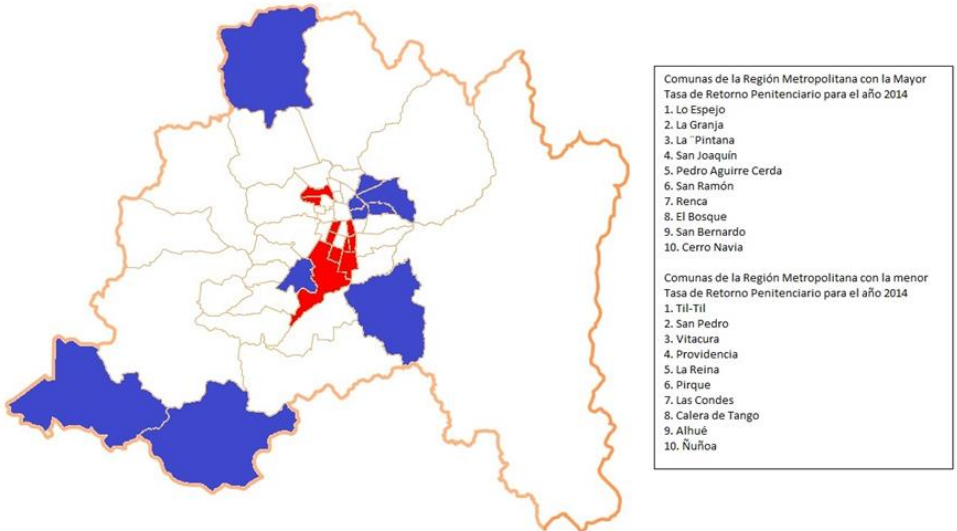 Comunas de la Región Metropolitana con la Mayor
Tasa de Retorno Penitenciario para el año 2014
1. Lo Espejo
2. La Granja
3. La ¨Pintana
4. San Joaquín
5. Pedro Aguirre Cerda
6. San Ramón
7. Renca
8. El Bosque
9. San Bernardo
10. Cerro Navia
Comunas de la Región Metropolitana con la menor
Tasa de Retorno Penitenciario para el año 2014
1. Til-Til
2. San Pedro
3. Vitacura
4. Providencia
5. La Reina
6. Pirque
7. Las Condes
8. Calera de Tango
9. Alhué
10. Ñuñoa